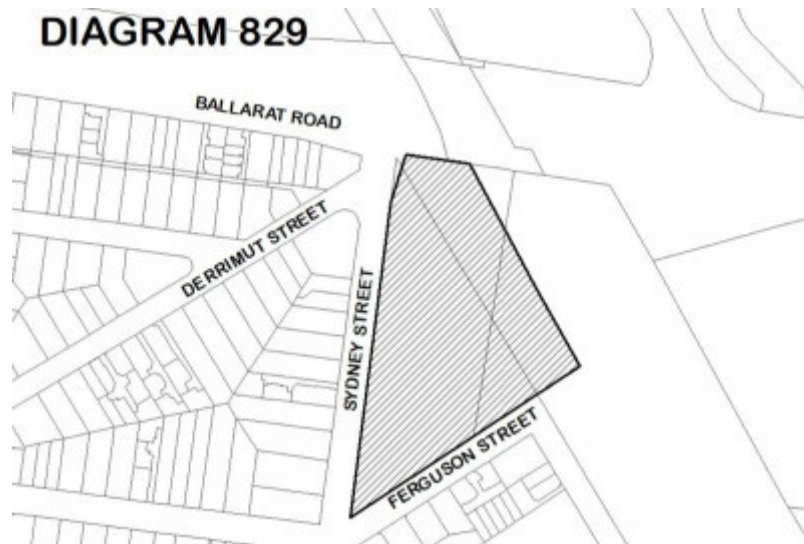 DIAGRAM 829
BALLARAT ROAD
DERRIMUT STREET
SYDNEY STREET
FERGUSON STREET